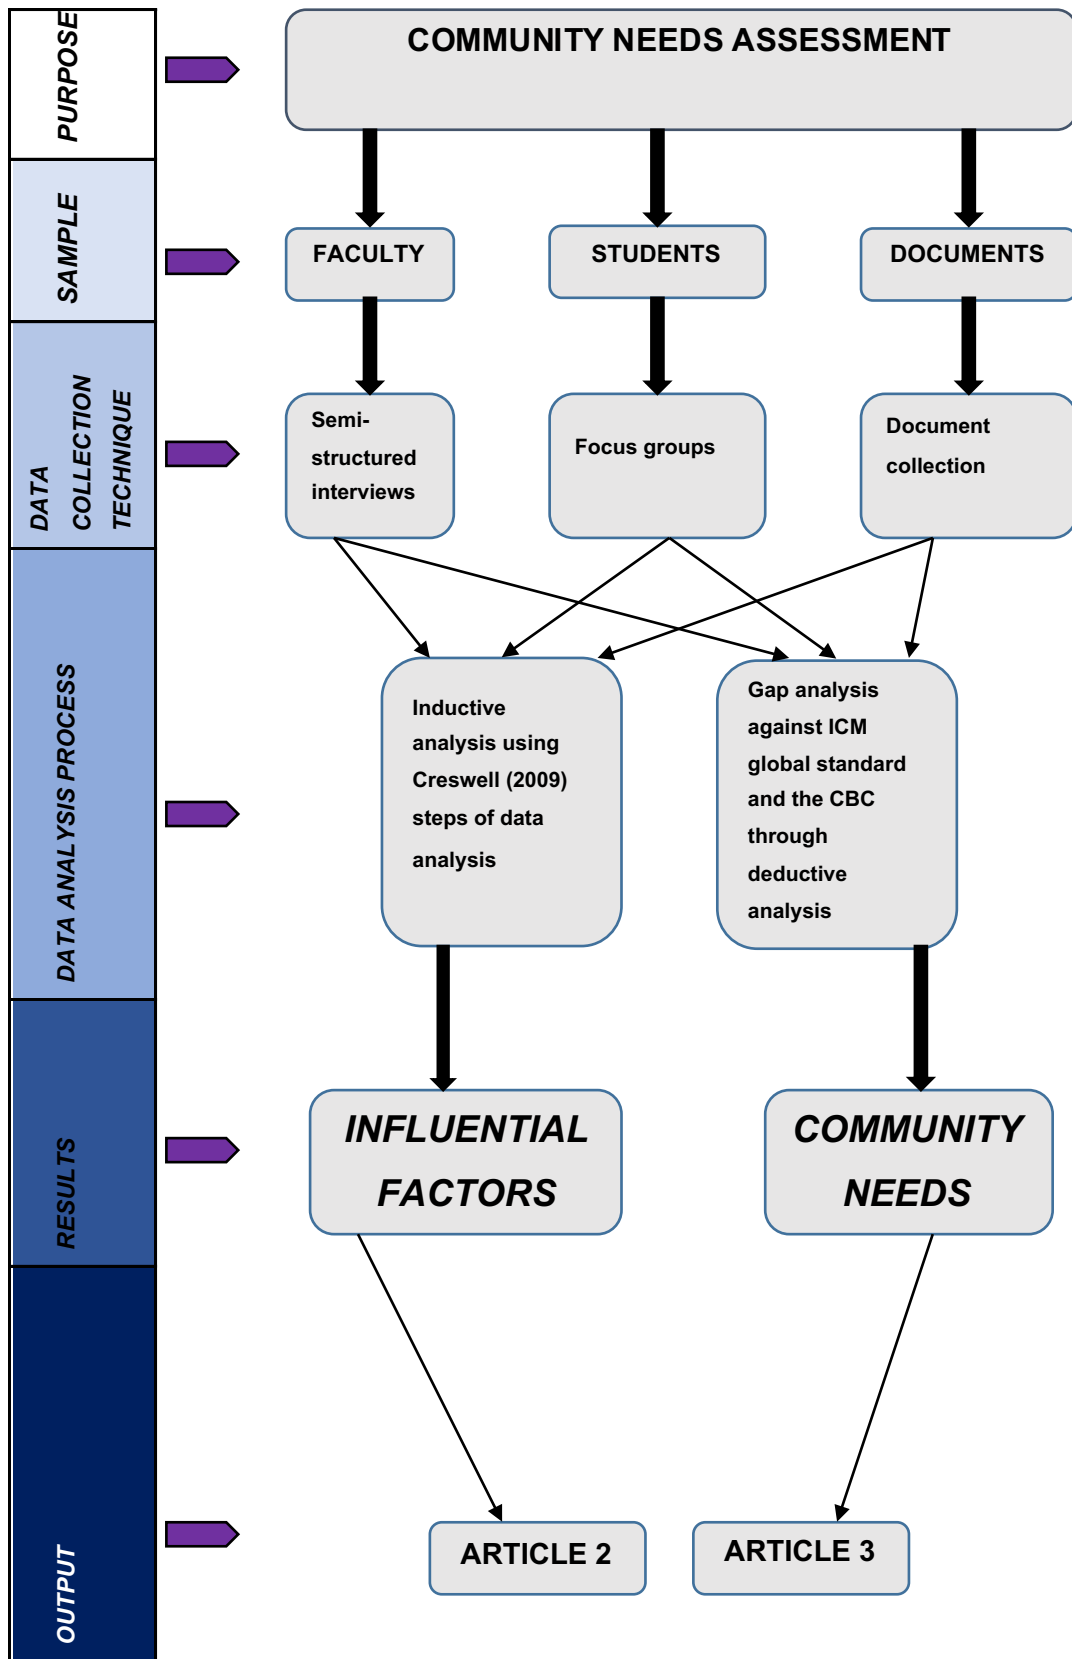 PURPOSE
COMMUNITY NEEDS ASSESSMENT
SAMPLE
FACULTY
STUDENTS
DOCUMENTS
DATA
COLLECTION
TECHNIQUE
Semi-
structured
interviews
Focus groups
Document
collection
DATA ANALYSIS PROCESS
Inductive
analysis using
Creswell (2009)
steps of data
analysis
Gap analysis
against ICM
global standard
and the CBC
through
deductive
analysis
RESULTS
INFLUENTIAL
FACTORS
COMMUNITY
NEEDS
OUTPUT
ARTICLE 2
ARTICLE 3